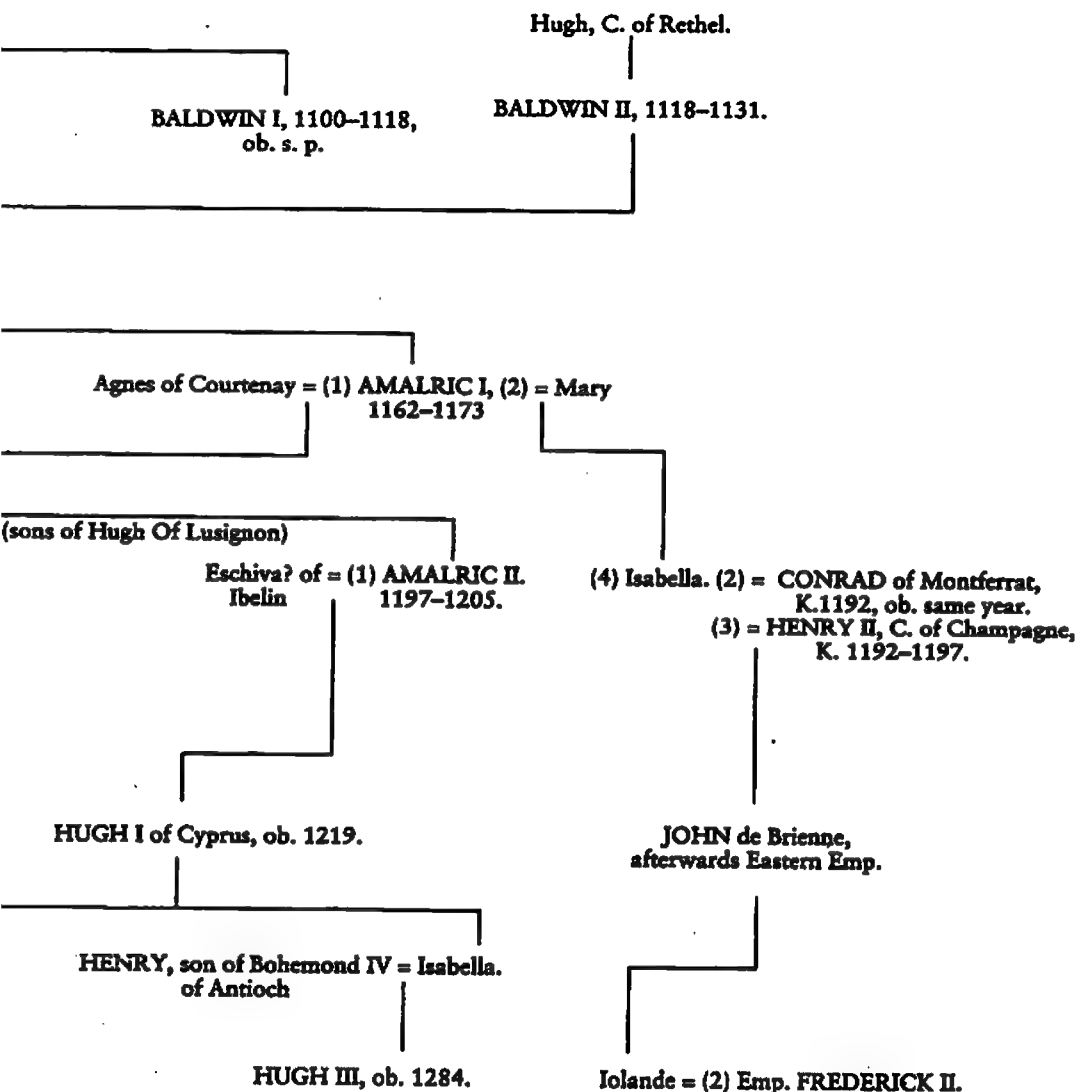 Hugh, C. of Rethel.
BALDWIN I, 1100–1118,
ob. s. p.
BALDWIN II, 1118–1131.
Agnes of Courtenay = (1) AMALRIC I, (2) = Mary
1162–1173
(sons of Hugh Of Lusignon)
Eschiva? of = (1) AMALRIC II.
Ibelin 1197–1205.
(4) Isabella. (2) = CONRAD of Montferrat,
K.1192, ob. same year.
(3) = HENRY II, C. of Champagne,
K. 1192–1197.
HUGH I of Cyprus, ob. 1219.
JOHN de Brienne,
afterwards Eastern Emp.
HENRY, son of Bohemond IV = Isabella.
of Antioch
HUGH III, ob. 1284.
Iolande = (2) Emp. FREDERICK II.